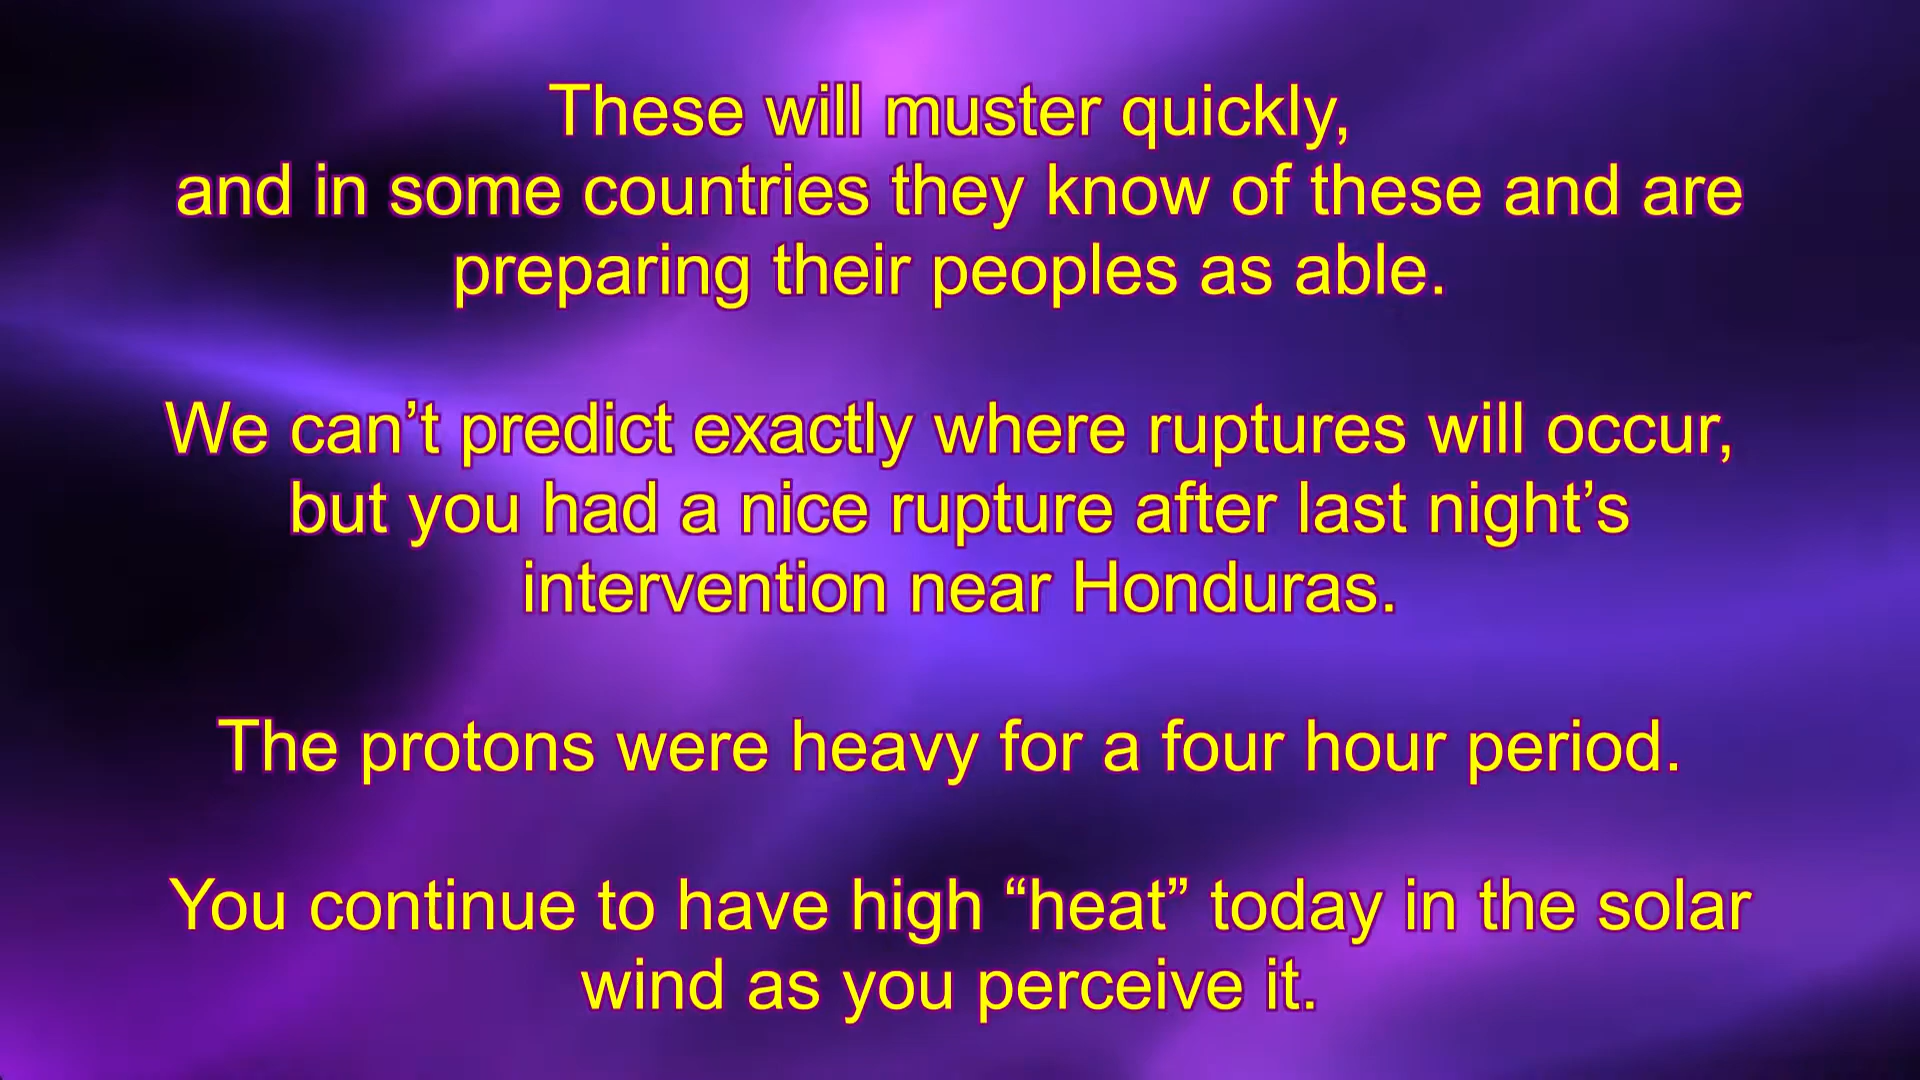 These will muster quickly,
and in some countries they know of these and are
preparing their peoples as able.
We can’t predict exactly where ruptures will occur,
but you had a nice rupture after last night’s
intervention near Honduras.
The protons were heavy for a four hour period.
You continue to have high “heat” today in the solar
wind as you perceive it.